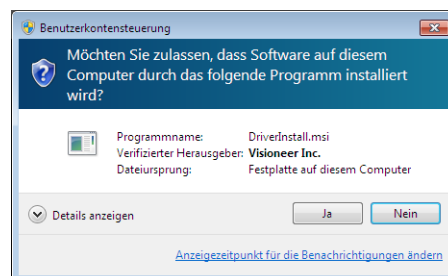 Benutzerkontensteuerung
Möchten Sie zulassen, dass Software auf diesem
Computer durch das folgende Programm installiert
wird?
Programmname: DriverInstall.msi
Verifizierter Herausgeber: Visioneer Inc.
Dateiursprung: Festplatte auf diesem Computer
Details anzeigen
Ja
Nein
Anzeigezeitpunkt für die Benachrichtigungen ändern